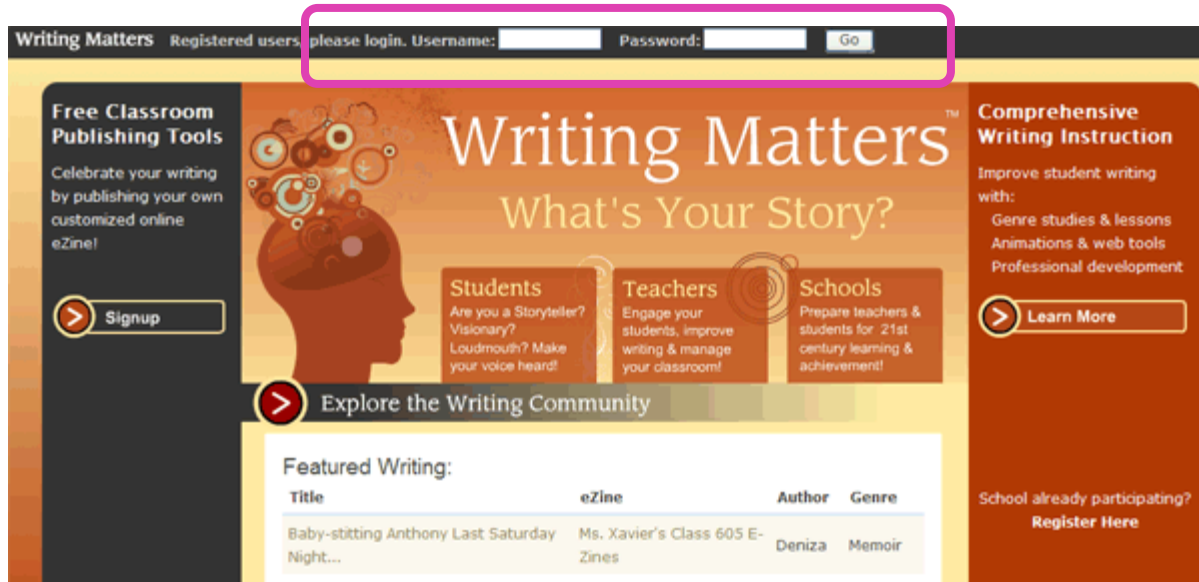 Writing Matters Registered users, please login. Username: Password: Go
Free Classroom
Publishing Tools
Celebrate your writing
by publishing your own
customized online
eZine!
Signup
Writing Matters™
What's Your Story?
Students
Are you a Storyteller?
Visionary?
Loudmouth? Make
your voice heard!
Teachers
Engage your
students, improve
writing & manage
your classroom!
Schools
Prepare teachers &
students for 21st
century learning &
achievement!
Comprehensive
Writing Instruction
Improve student writing
with:
Genre studies & lessons
Animations & web tools
Professional development
Learn More
Explore the Writing Community
Featured Writing:
Title eZine Author Genre
Baby-stitting Anthony Last Saturday
Night...
Ms. Xavier's Class 605 E-
Zines
Deniza Memoir
School already participating?
Register Here